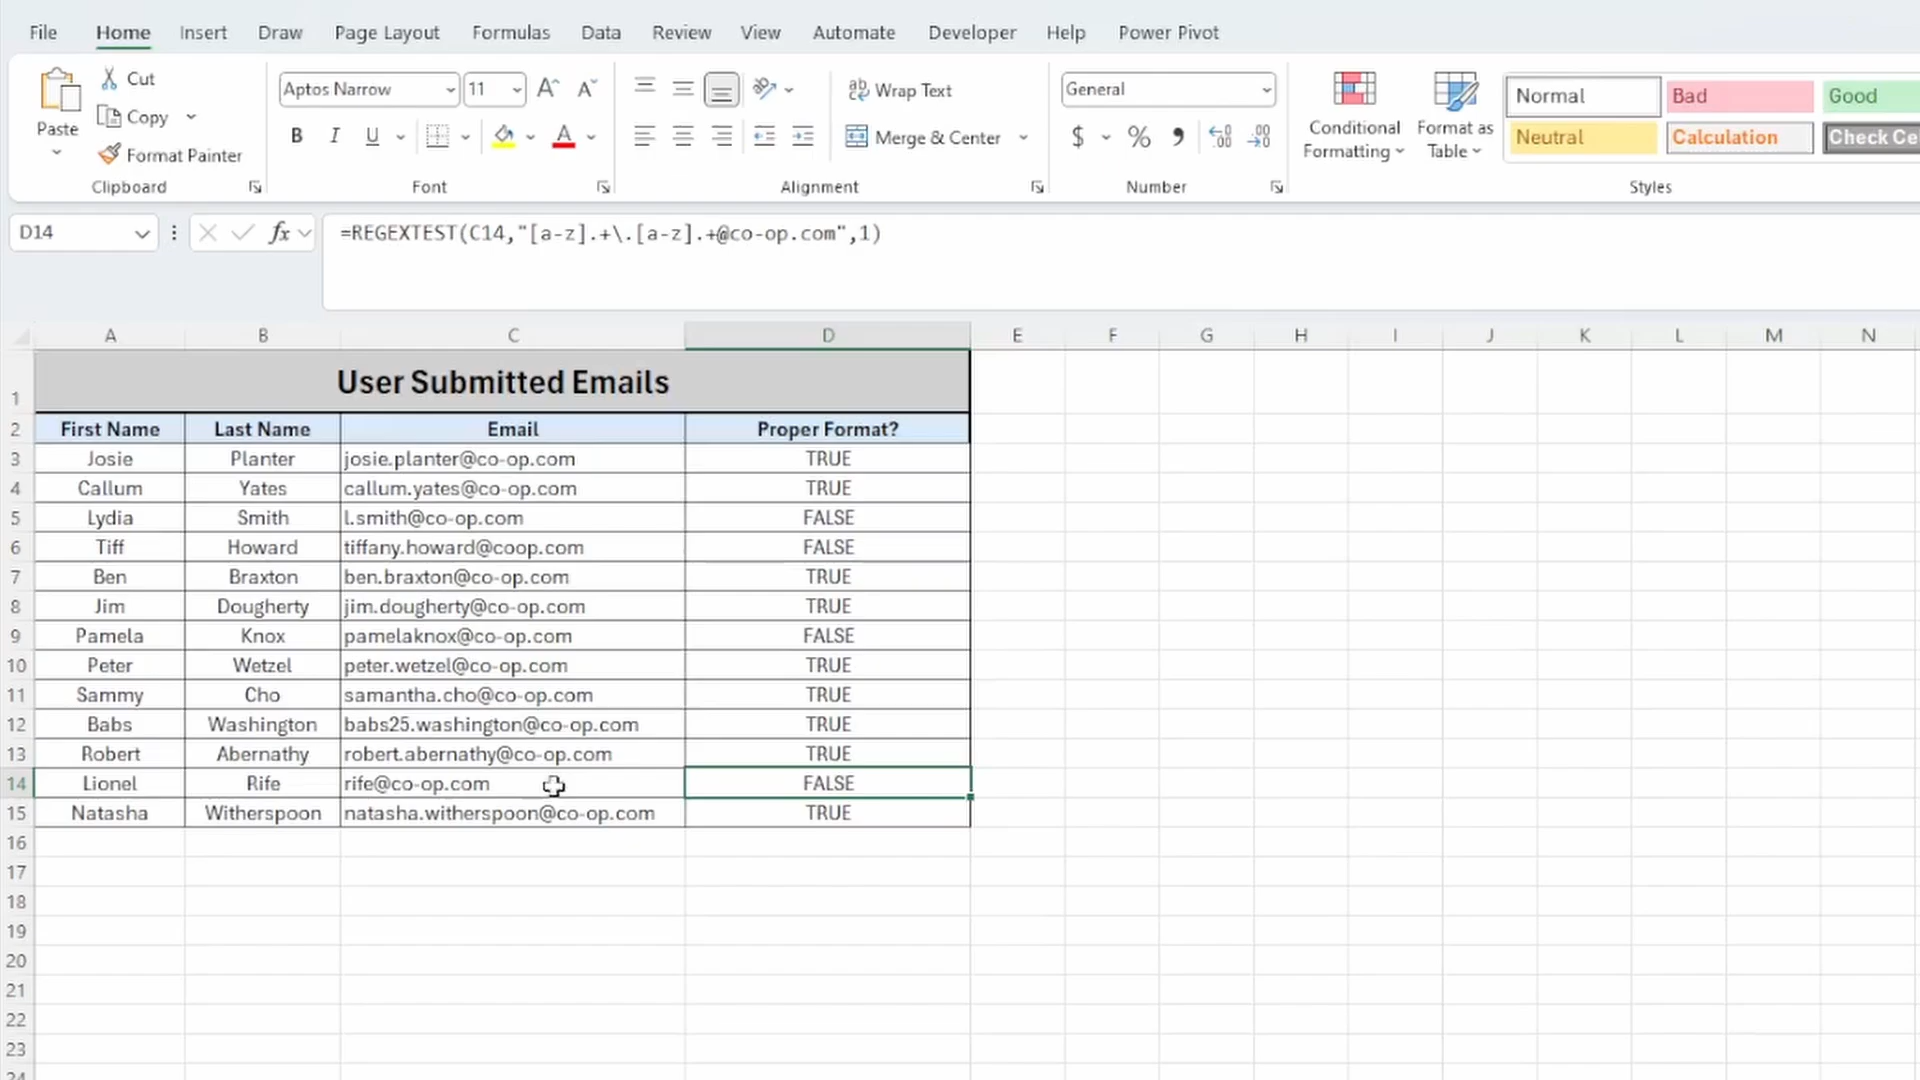 File Home Insert Draw Page Layout Formulas Data Review View Automate Developer Help Power Pivot
Paste
Cut
Copy
Format Painter
Clipboard
Aptos Narrow 11
B I U
Font
Wrap Text
Merge & Center
Alignment
General
$ %
Number
Conditional Formatting
Format as Table
Normal Bad Good
Neutral Calculation Check Ce
Styles
D14 fx =REGEXTEST(C14,"[a-z].+\.[a-z].+@co-op.com",1)
A B C D E F G H I J K L M N
1 User Submitted Emails
2 First Name Last Name Email Proper Format?
3 Josie Planter josie.planter@co-op.com TRUE
4 Callum Yates callum.yates@co-op.com TRUE
5 Lydia Smith l.smith@co-op.com FALSE
6 Tiff Howard tiffany.howard@coop.com FALSE
7 Ben Braxton ben.braxton@co-op.com TRUE
8 Jim Dougherty jim.dougherty@co-op.com TRUE
9 Pamela Knox pamelaknox@co-op.com FALSE
10 Peter Wetzel peter.wetzel@co-op.com TRUE
11 Sammy Cho samantha.cho@co-op.com TRUE
12 Babs Washington babs25.washington@co-op.com TRUE
13 Robert Abernathy robert.abernathy@co-op.com TRUE
14 Lionel Rife rife@co-op.com FALSE
15 Natasha Witherspoon natasha.witherspoon@co-op.com TRUE
16
17
18
19
20
21
22
23
24